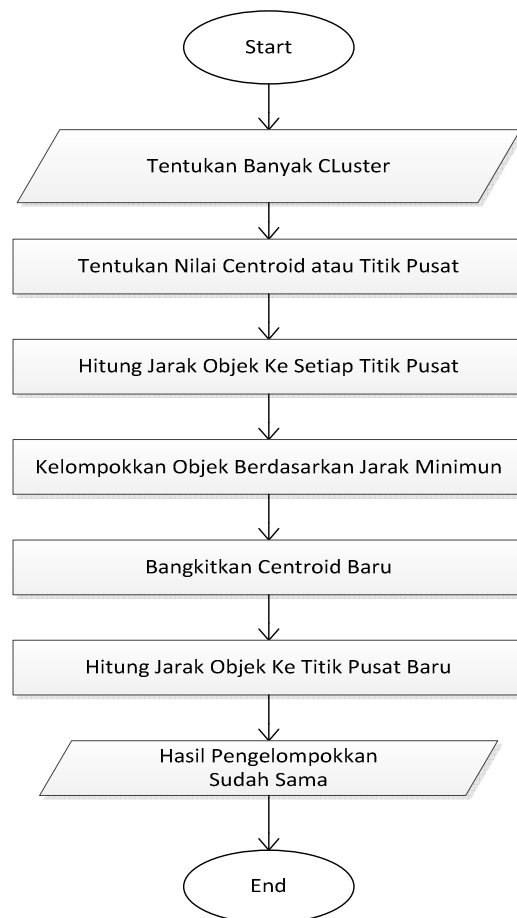 Start
Tentukan Banyak CLuster
Tentukan Nilai Centroid atau Titik Pusat
Hitung Jarak Objek Ke Setiap Titik Pusat
Kelompokkan Objek Berdasarkan Jarak Minimun
Bangkitkan Centroid Baru
Hitung Jarak Objek Ke Titik Pusat Baru
Hasil Pengelompokkan
Sudah Sama
End